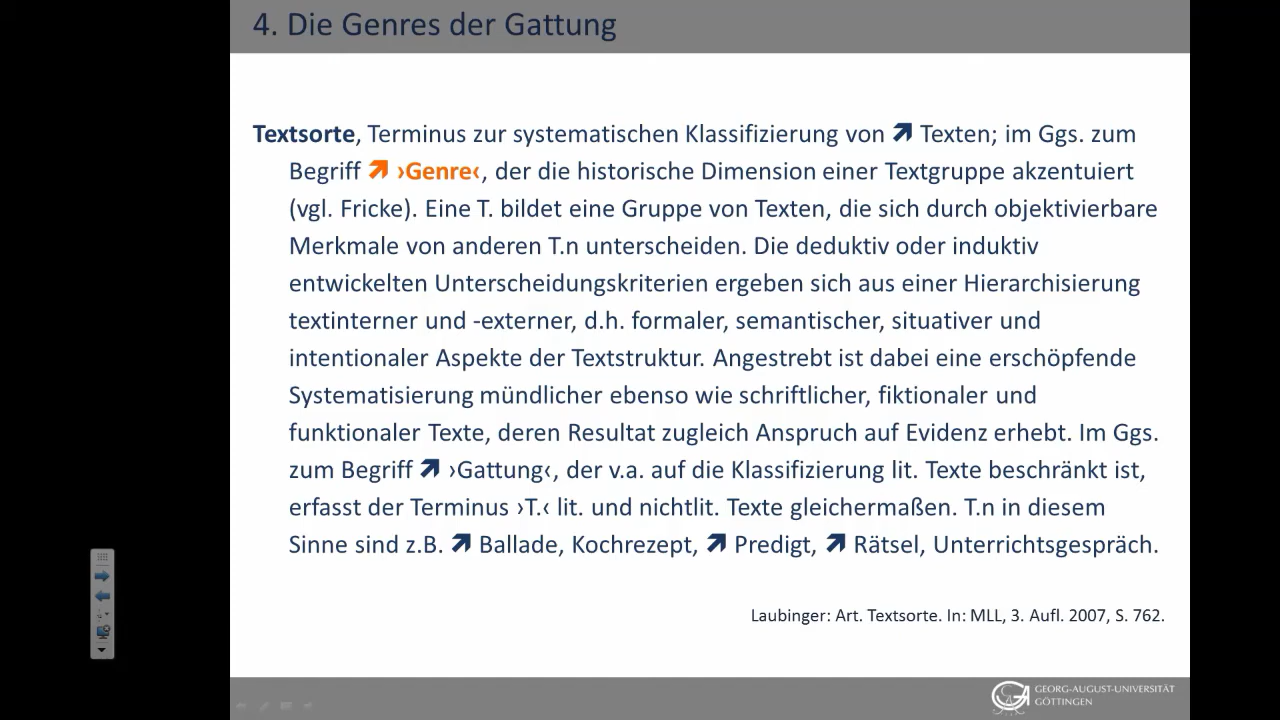 4. Die Genres der Gattung
Textsorte, Terminus zur systematischen Klassifizierung von ↗ Texten; im Ggs. zum
Begriff ↗ ›Genre‹, der die historische Dimension einer Textgruppe akzentuiert
(vgl. Fricke). Eine T. bildet eine Gruppe von Texten, die sich durch objektivierbare
Merkmale von anderen T.n unterscheiden. Die deduktiv oder induktiv
entwickelten Unterscheidungskriterien ergeben sich aus einer Hierarchisierung
textinterner und -externer, d.h. formaler, semantischer, situativer und
intentionaler Aspekte der Textstruktur. Angestrebt ist dabei eine erschöpfende
Systematisierung mündlicher ebenso wie schriftlicher, fiktionaler und
funktionaler Texte, deren Resultat zugleich Anspruch auf Evidenz erhebt. Im Ggs.
zum Begriff ↗ ›Gattung‹, der v.a. auf die Klassifizierung lit. Texte beschränkt ist,
erfasst der Terminus ›T.‹ lit. und nichtlit. Texte gleichermaßen. T.n in diesem
Sinne sind z.B. ↗ Ballade, Kochrezept, ↗ Predigt, ↗ Rätsel, Unterrichtsgespräch.
Laubinger: Art. Textsorte. In: MLL, 3. Aufl. 2007, S. 762.
GEORG-AUGUST-UNIVERSITÄT
GÖTTINGEN